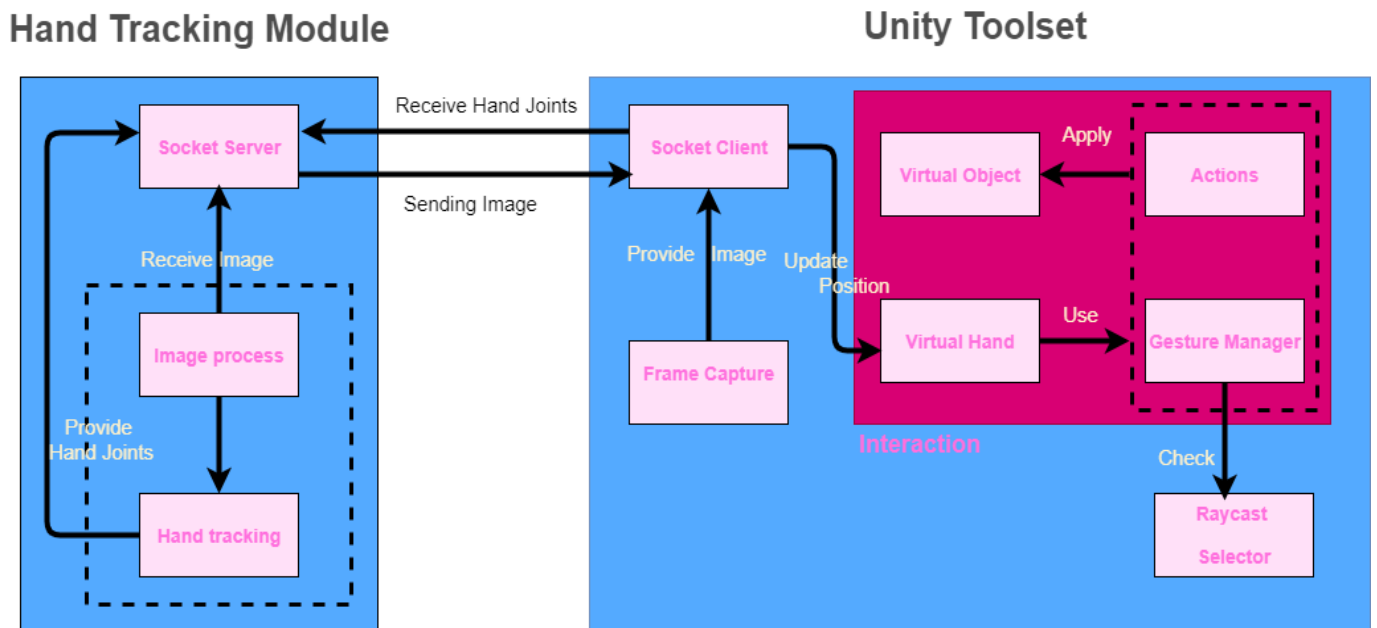 Hand Tracking Module
Unity Toolset
Socket Server
Receive Image
Image process
Provide
Hand Joints
Hand tracking
Receive Hand Joints
Sending Image
Socket Client
Provide Image
Frame Capture
Update
Position
Virtual Object
Apply
Actions
Virtual Hand
Use
Gesture Manager
Interaction
Check
Raycast
Selector